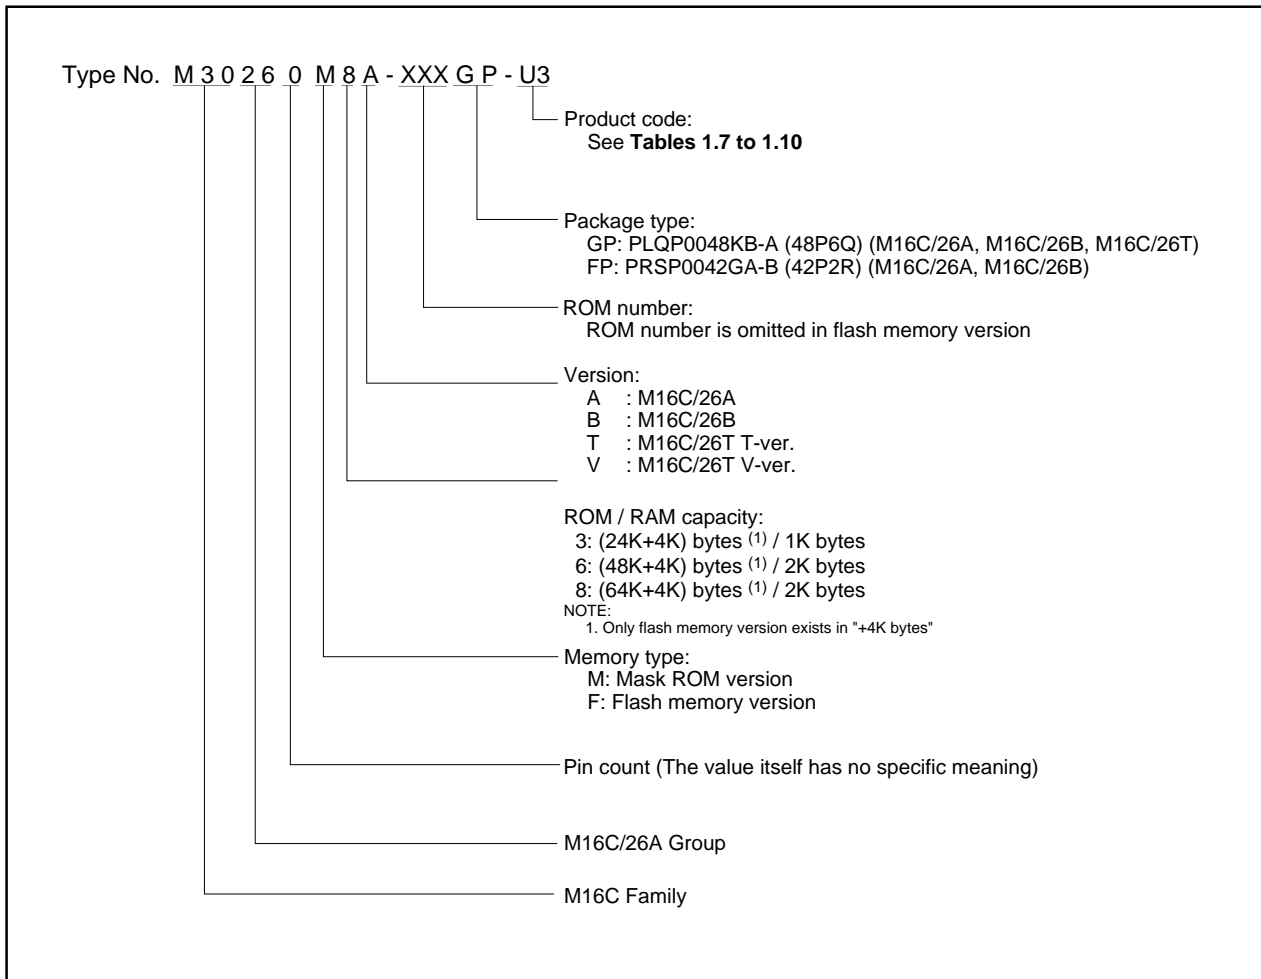 Type No. M 3 0 2 6 0 M 8 A - XXX G P - U3
Product code:
See Tables 1.7 to 1.10
Package type:
GP: PLQP0048KB-A (48P6Q) (M16C/26A, M16C/26B, M16C/26T)
FP: PRSP0042GA-B (42P2R) (M16C/26A, M16C/26B)
ROM number:
ROM number is omitted in flash memory version
Version:
A : M16C/26A
B : M16C/26B
T : M16C/26T T-ver.
V : M16C/26T V-ver.
ROM / RAM capacity:
3: (24K+4K) bytes (1) / 1K bytes
6: (48K+4K) bytes (1) / 2K bytes
8: (64K+4K) bytes (1) / 2K bytes
NOTE:
1. Only flash memory version exists in "+4K bytes"
Memory type:
M: Mask ROM version
F: Flash memory version
Pin count (The value itself has no specific meaning)
M16C/26A Group
M16C Family